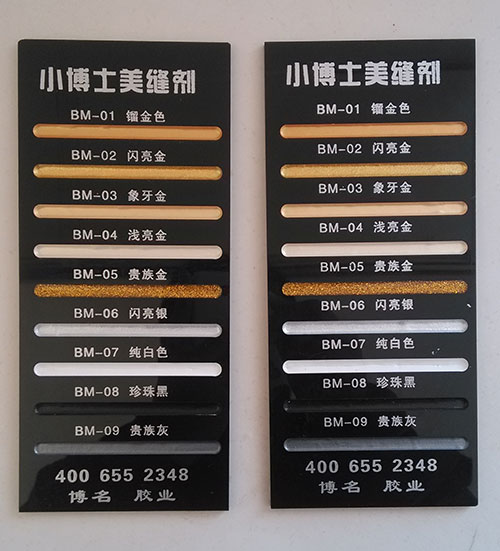 小博士美缝剂
BM-01 镏金色
BM-02 闪亮金
BM-03 象牙金
BM-04 浅亮金
BM-05 贵族金
BM-06 闪亮银
BM-07 纯白色
BM-08 珍珠黑
BM-09 贵族灰
400 655 2348
博名 胶业
小博士美缝剂
BM-01 镏金色
BM-02 闪亮金
BM-03 象牙金
BM-04 浅亮金
BM-05 贵族金
BM-06 闪亮银
BM-07 纯白色
BM-08 珍珠黑
BM-09 贵族灰
400 655 2348
博名 胶业